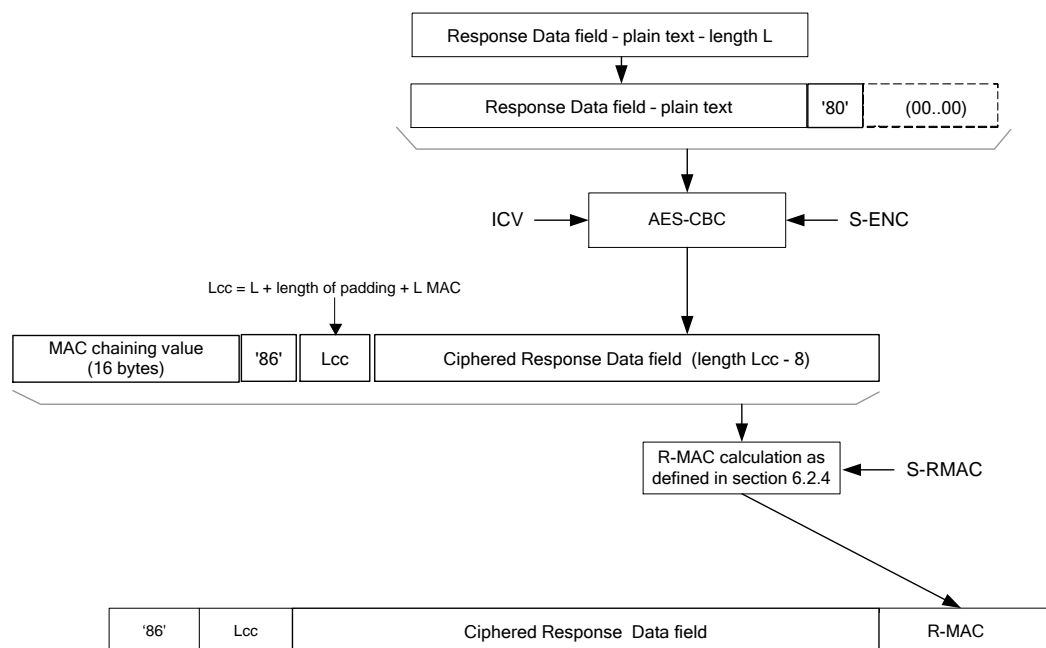 Response Data field - plain text - length L
Response Data field - plain text
'80'
(00..00)
ICV
AES-CBC
S-ENC
Lcc = L + length of padding + L MAC
MAC chaining value
(16 bytes)
'86'
Lcc
Ciphered Response Data field (length Lcc - 8)
R-MAC calculation as
defined in section 6.2.4
S-RMAC
‘86’
Lcc
Ciphered Response Data field
R-MAC